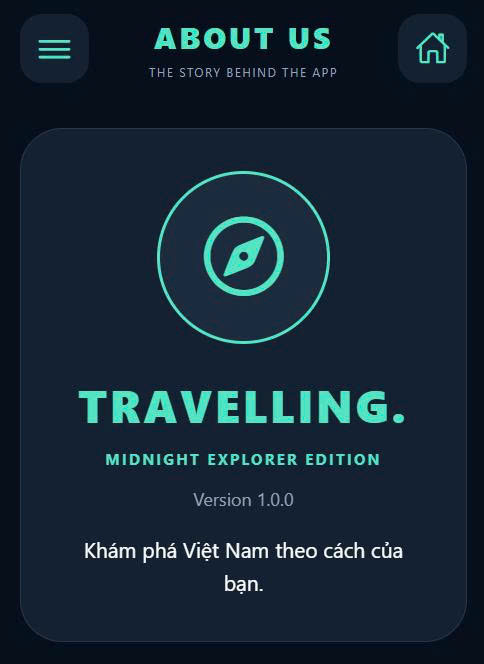 ABOUT US
THE STORY BEHIND THE APP
TRAVELLING.
MIDNIGHT EXPLORER EDITION
Version 1.0.0
Khám phá Việt Nam theo cách của
bạn.